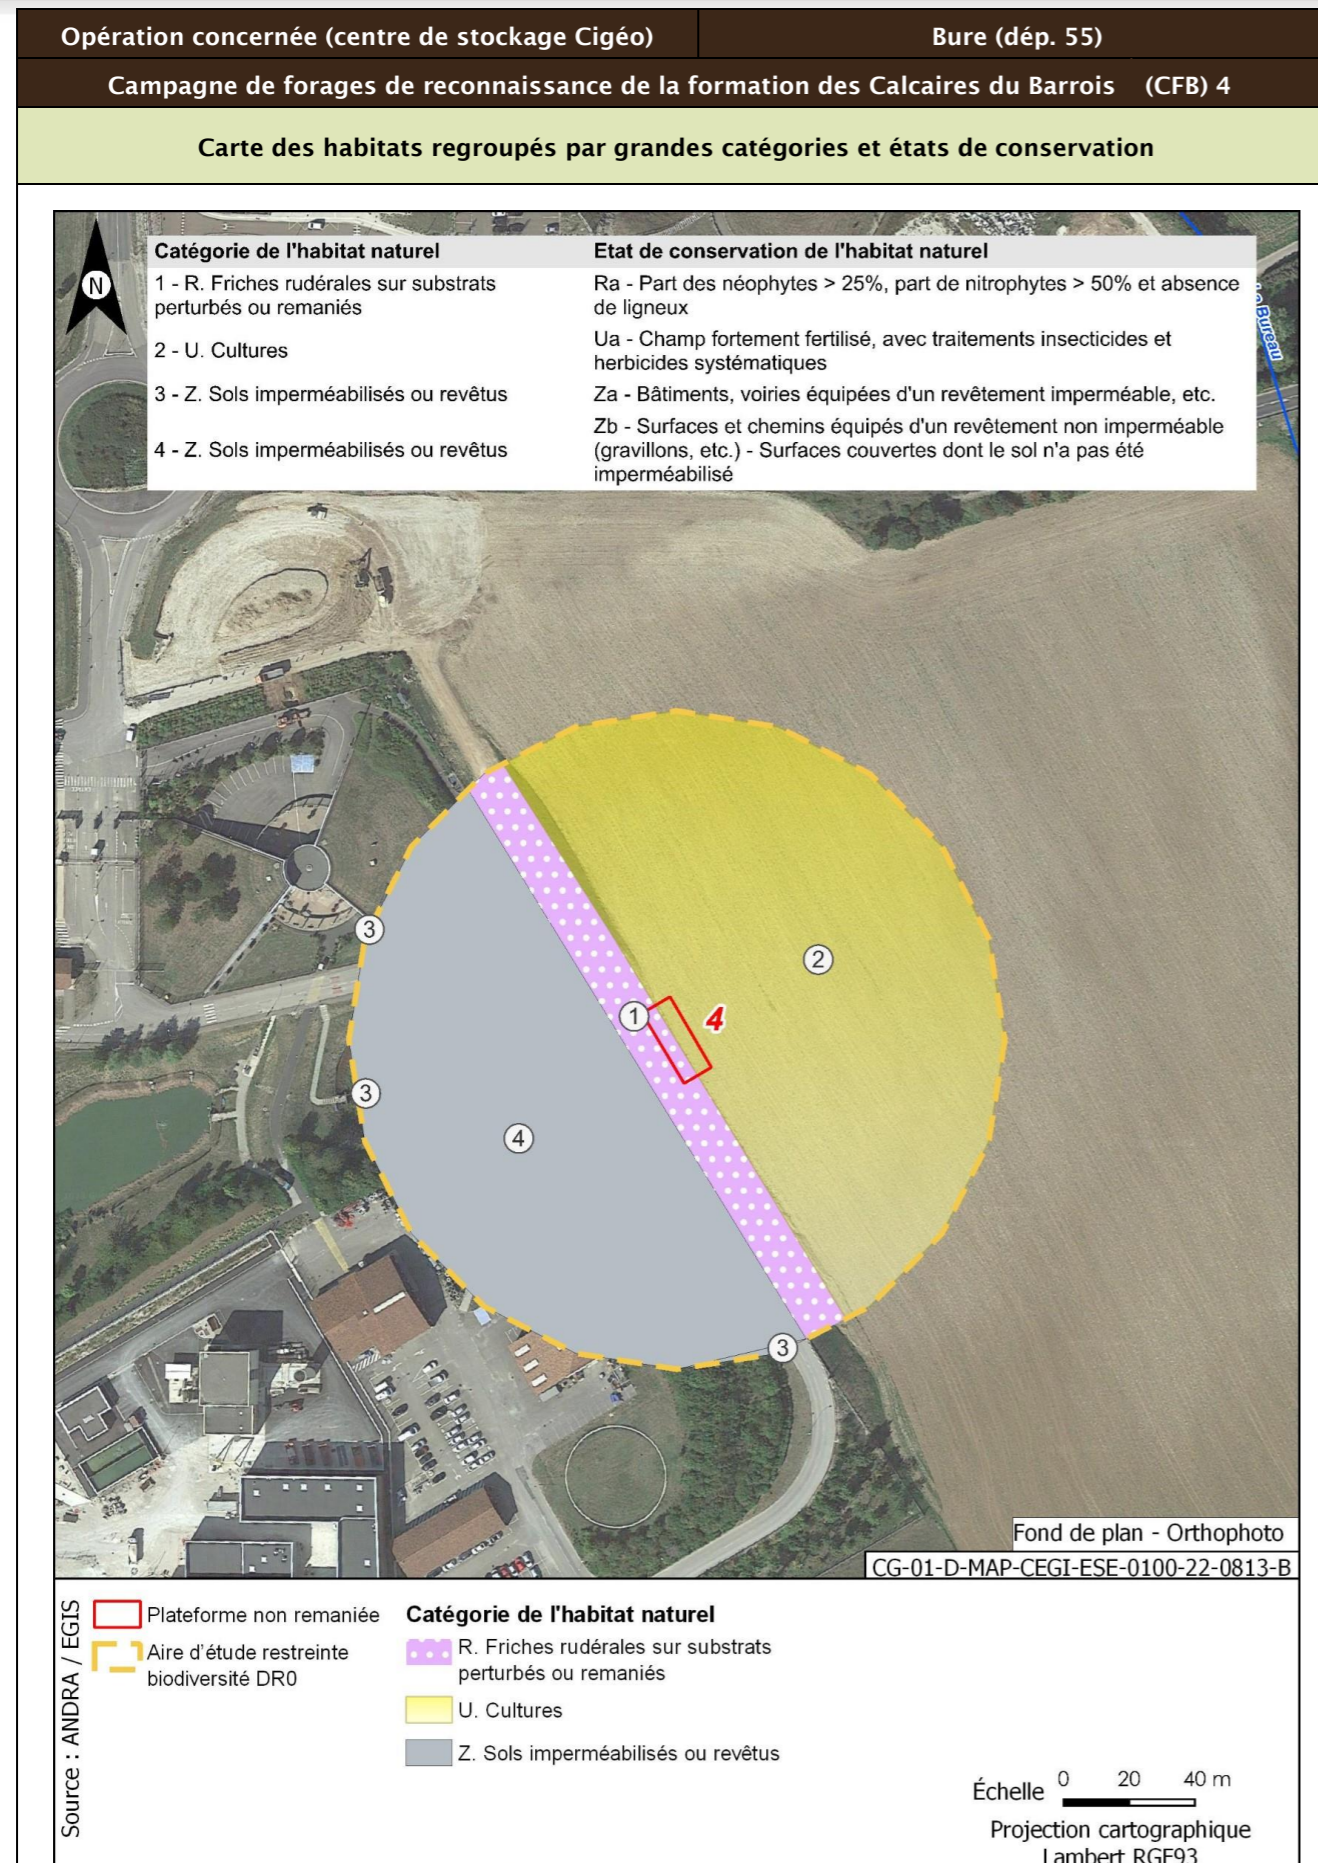 Opération concernée (centre de stockage Cigéo)
Bure (dép. 55)
Campagne de forages de reconnaissance de la formation des Calcaires du Barrois (CFB) 4
Carte des habitats regroupés par grandes catégories et états de conservation
N
Catégorie de l'habitat naturel
Etat de conservation de l'habitat naturel
1 - R. Friches rudérales sur substrats
perturbés ou remaniés
Ra - Part des néophytes > 25%, part de nitrophytes > 50% et absence
de ligneux
2 - U. Cultures
Ua - Champ fortement fertilisé, avec traitements insecticides et
herbicides systématiques
3 - Z. Sols imperméabilisés ou revêtus
Za - Bâtiments, voiries équipées d'un revêtement imperméable, etc.
4 - Z. Sols imperméabilisés ou revêtus
Zb - Surfaces et chemins équipés d'un revêtement non imperméable
(gravillons, etc.) - Surfaces couvertes dont le sol n'a pas été
imperméabilisé
Bureau
3
2
1
4
3
4
3
Fond de plan - Orthophoto
CG-01-D-MAP-CEGI-ESE-0100-22-0813-B
Source : ANDRA / EGIS
Plateforme non remaniée
Aire d'étude restreinte
biodiversité DR0
Catégorie de l'habitat naturel
R. Friches rudérales sur substrats
perturbés ou remaniés
U. Cultures
Z. Sols imperméabilisés ou revêtus
Échelle 0 20 40 m
Projection cartographique
Lambert RGF93